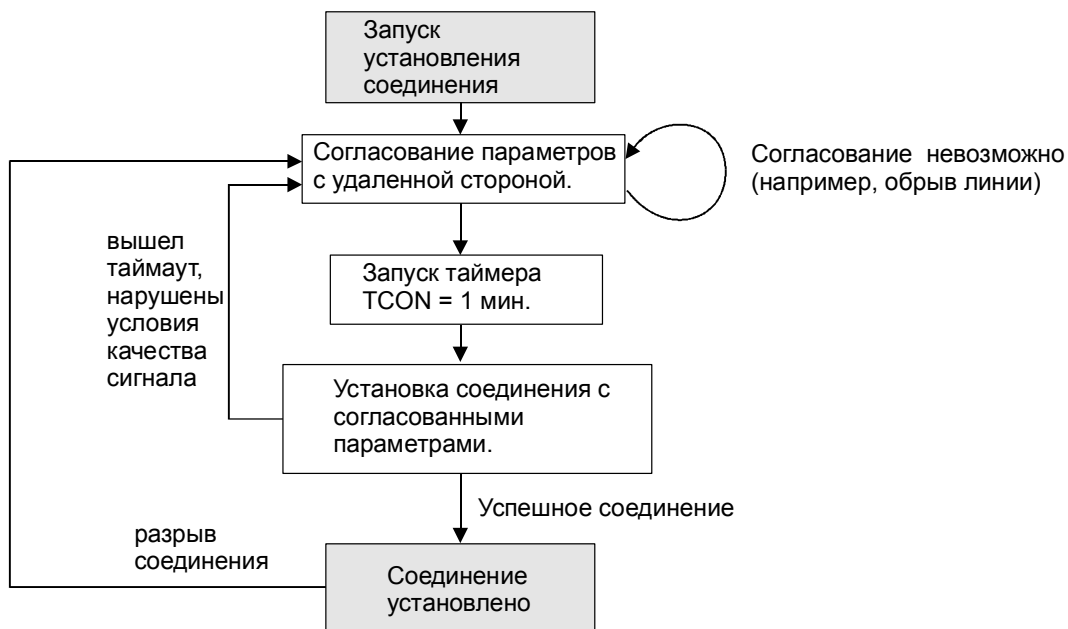 Запуск
установления
соединения
Согласование параметров
с удаленной стороной.
Согласование невозможно
(например, обрыв линии)
вышел
таймаут,
нарушены
условия
качества
сигнала
Запуск таймера
TCON = 1 мин.
Установка соединения с
согласованными
параметрами.
Успешное соединение
разрыв
соединения
Соединение
установлено